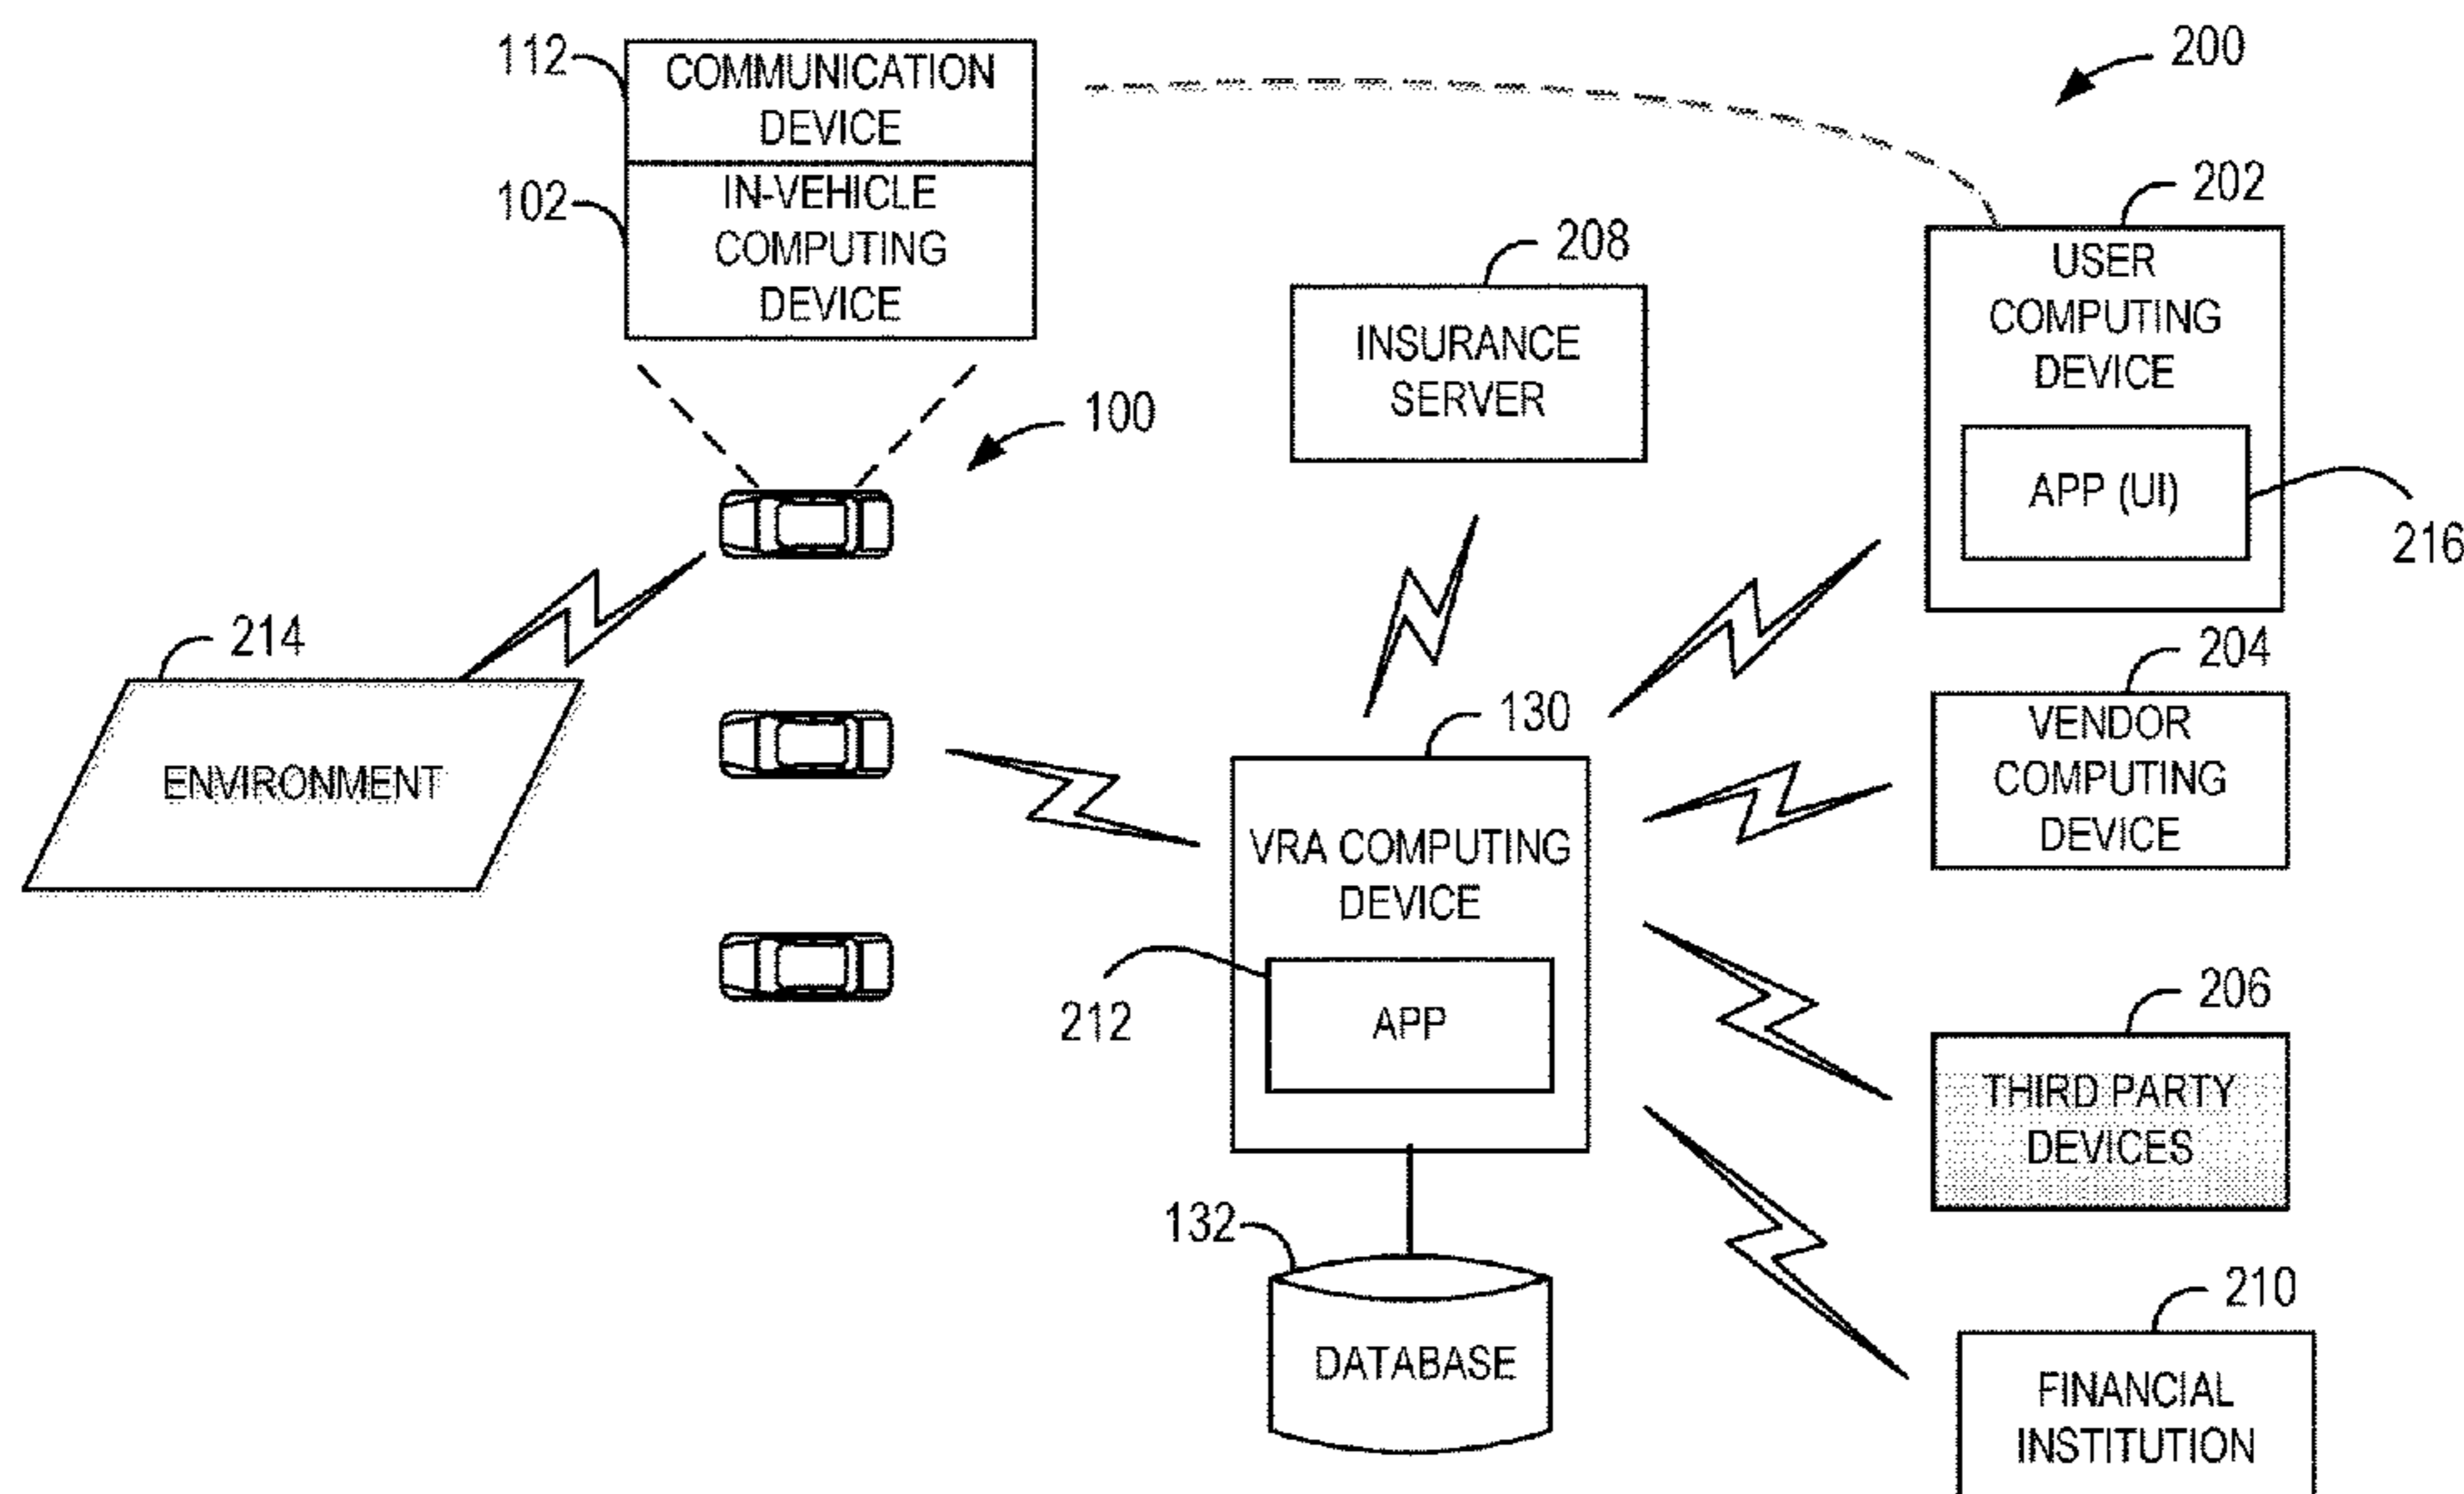 112
COMMUNICATION
DEVICE
200
102
IN-VEHICLE
COMPUTING
DEVICE
202
USER
COMPUTING
DEVICE
APP (UI)
216
208
INSURANCE
SERVER
100
214
ENVIRONMENT
204
VENDOR
COMPUTING
DEVICE
130
VRA COMPUTING
DEVICE
212
APP
206
THIRD PARTY
DEVICES
132
DATABASE
210
FINANCIAL
INSTITUTION